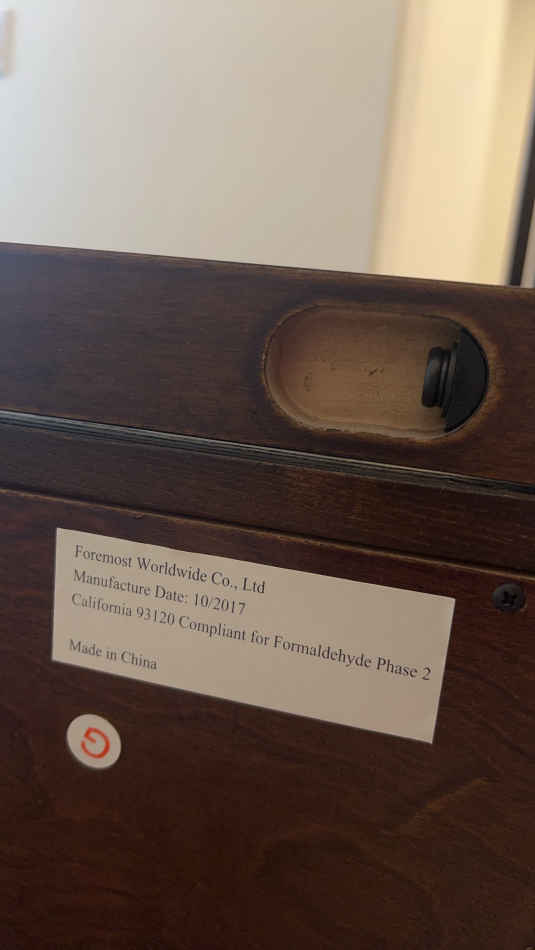 Foremost Worldwide Co., Ltd
Manufacture Date: 10/2017
California 93120 Compliant for Formaldehyde Phase 2
Made in China
G